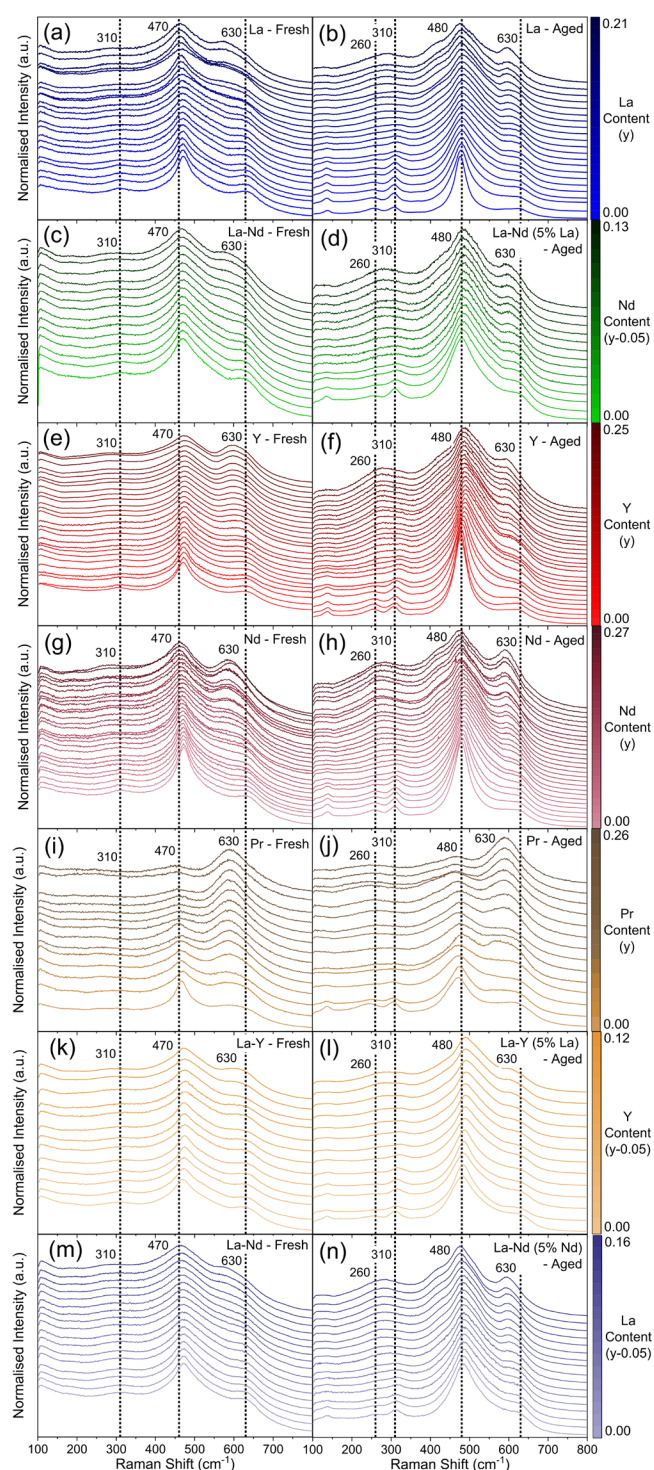 (a) 310 470 630 La - Fresh
(b) 260 310 480 630 La - Aged
Normalised Intensity (a.u.)
0.21
La
Content
(y)
0.00
(c) 310 470 630 La-Nd - Fresh
(d) 260 310 480 630 La-Nd (5% La)
- Aged
Normalised Intensity (a.u.)
0.13
Nd
Content
(y-0.05)
0.00
(e) 310 470 630 Y - Fresh
(f) 260 310 480 630 Y - Aged
Normalised Intensity (a.u.)
0.25
Y
Content
(y)
0.00
(g) 310 470 630 Nd - Fresh
(h) 260 310 480 630 Nd - Aged
Normalised Intensity (a.u.)
0.27
Nd
Content
(y)
0.00
(i) 310 470 630 Pr - Fresh
(j) 260 310 480 630 Pr - Aged
Normalised Intensity (a.u.)
0.26
Pr
Content
(y)
0.00
(k) 310 470 630 La-Y - Fresh
(l) 260 310 480 630 La-Y (5% La)
- Aged
Normalised Intensity (a.u.)
0.12
Y
Content
(y-0.05)
0.00
(m) 310 470 630 La-Nd - Fresh
(n) 260 310 480 630 La-Nd (5% Nd)
- Aged
Normalised Intensity (a.u.)
0.16
La
Content
(y-0.05)
0.00
100 200 300 400 500 600 700 100 200 300 400 500 600 700 800
Raman Shift (cm⁻¹) Raman Shift (cm⁻¹)